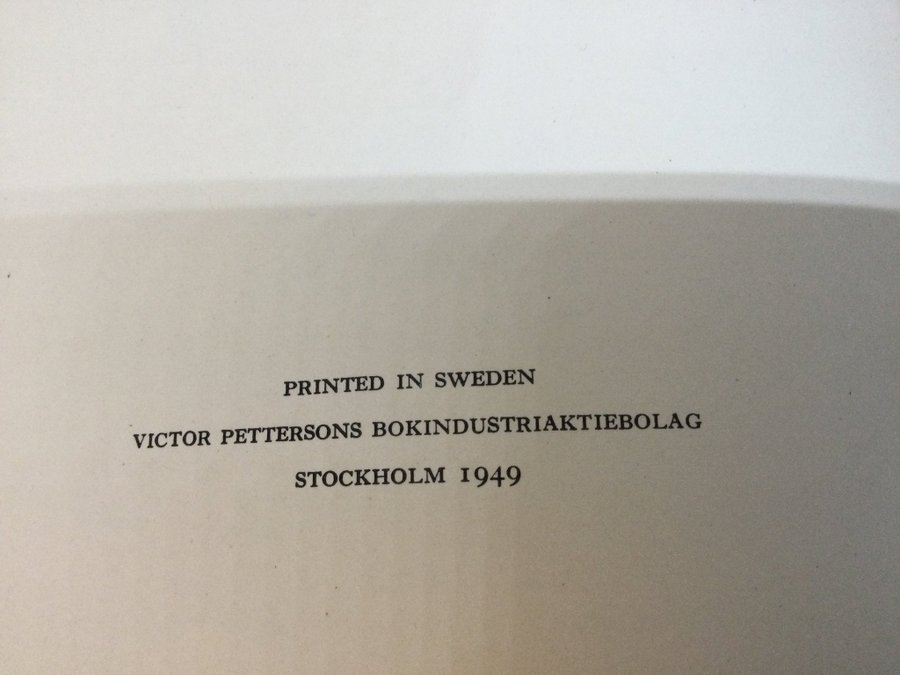 PRINTED IN SWEDEN
VICTOR PETTERSONS BOKINDUSTRIAKTIEBOLAG
STOCKHOLM 1949